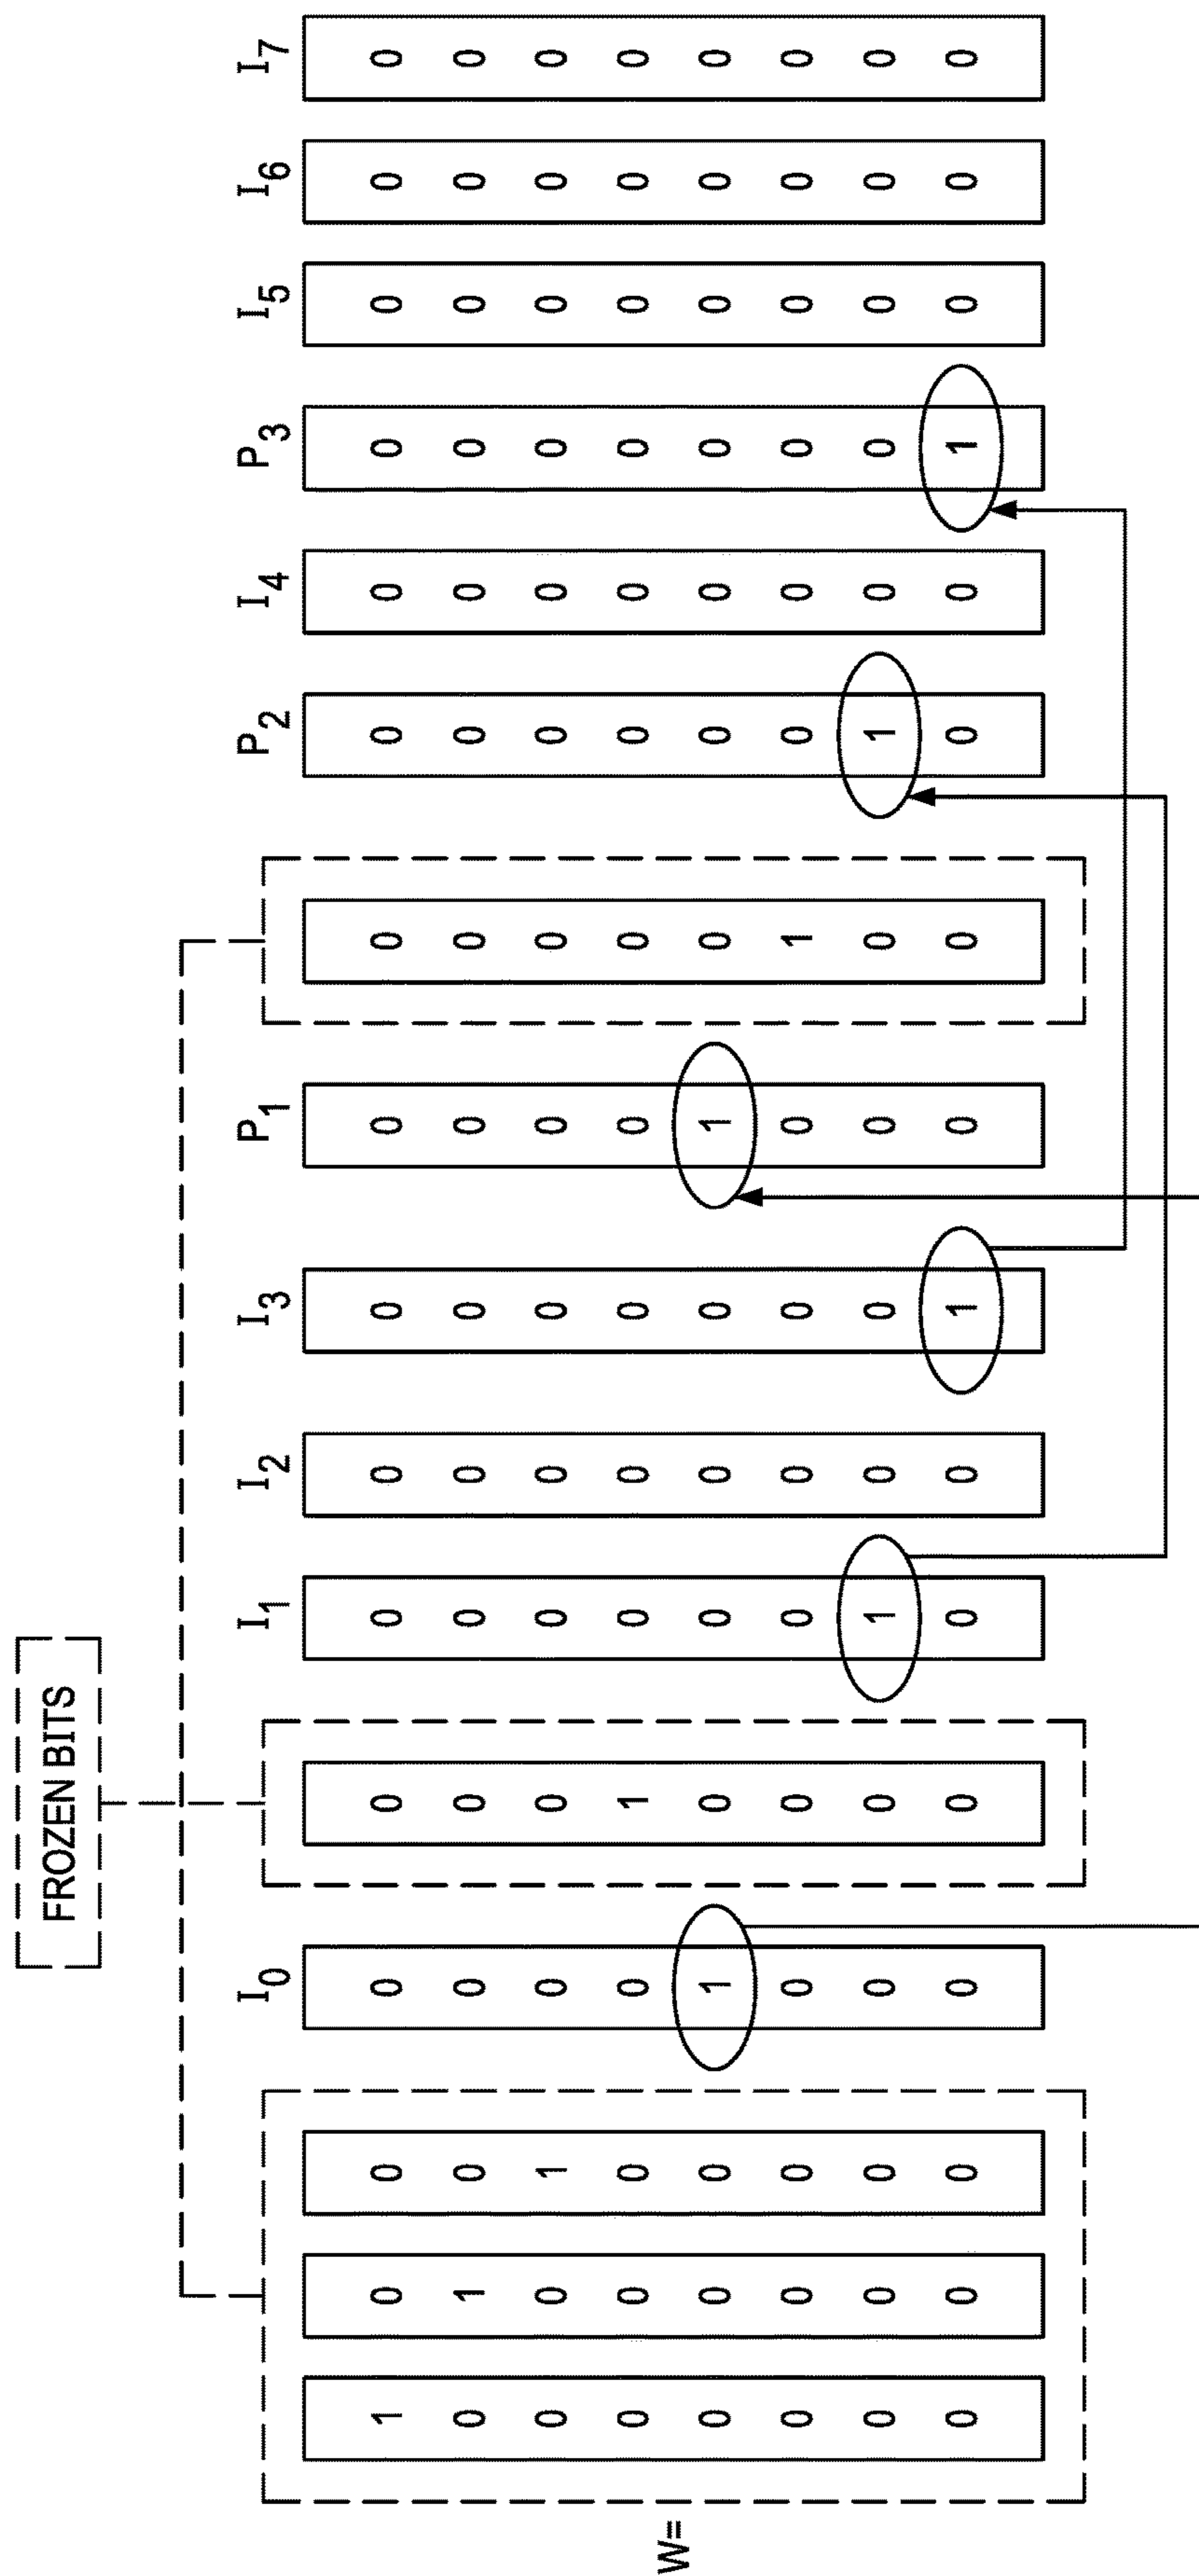 FROZEN BITS
I0 I1 I2 I3 P1 P2 I4 P3 I5 I6 I7
1 0 0 0 0 0 0 0 0 0 0 0 0 0 0 0
0 1 0 0 0 0 0 0 0 0 0 0 0 0 0 0
0 0 1 0 0 0 0 0 0 0 0 0 0 0 0 0
0 0 0 0 1 0 0 0 0 0 0 0 0 0 0 0
W=
0 0 0 1 0 0 0 0 1 0 0 0 0 0 0 0
0 0 0 0 0 0 0 0 0 1 0 0 0 0 0 0
0 0 0 0 0 1 0 0 0 0 1 0 0 0 0 0
0 0 0 0 0 0 0 1 0 0 0 0 1 0 0 0